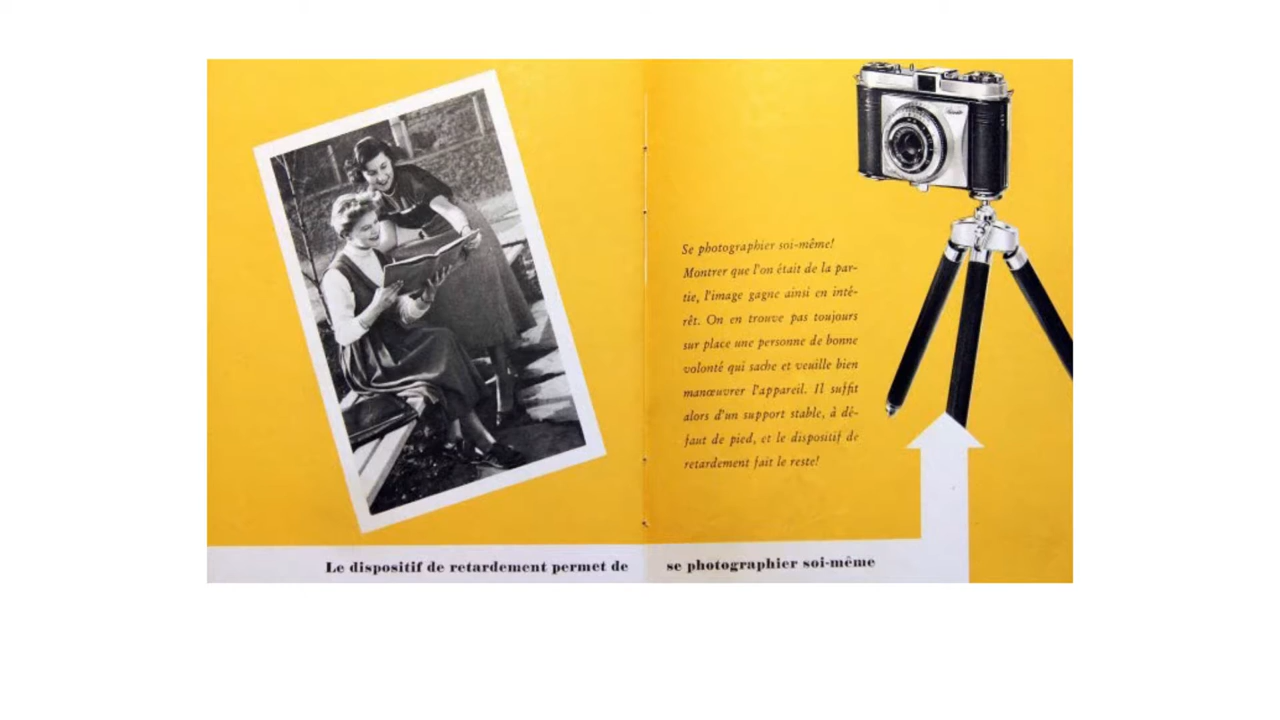 Se photographier soi-même!
Montrer que l'on était de la par-
tie, l'image gagne ainsi en inté-
rêt. On en trouve pas toujours
sur place une personne de bonne
volonté qui sache et veuille bien
manœuvrer l'appareil. Il suffit
alors d'un support stable, à dé-
faut de pied, et le dispositif de
retardement fait le reste!
Le dispositif de retardement permet de se photographier soi-même